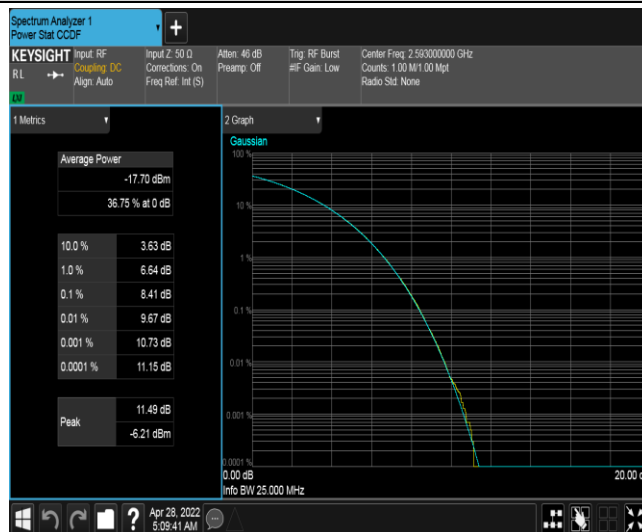 Spectrum Analyzer 1
Power Stat CCDF
KEYSIGHT Input: RF Input Z: 50 Ω Atten: 46 dB Trig: RF Burst Center Freq: 2.593000000 GHz
RL Coupling: DC Corrections: On Preamp: Off #IF Gain: Low Counts: 1.00 M/1.00 Mpt
Align: Auto Freq Ref: Int (S) Radio Std: None
1 Metrics
Average Power
-17.70 dBm
36.75 % at 0 dB
10.0 % 3.63 dB
1.0 % 6.64 dB
0.1 % 8.41 dB
0.01 % 9.67 dB
0.001 % 10.73 dB
0.0001 % 11.15 dB
Peak 11.49 dB
-6.21 dBm
2 Graph
Gaussian
100 %
10 %
1 %
0.1 %
0.01 %
0.001 %
0.0001 %
0.00 dB 20.00
Info BW 25.000 MHz
Apr 28, 2022
5:09:41 AM